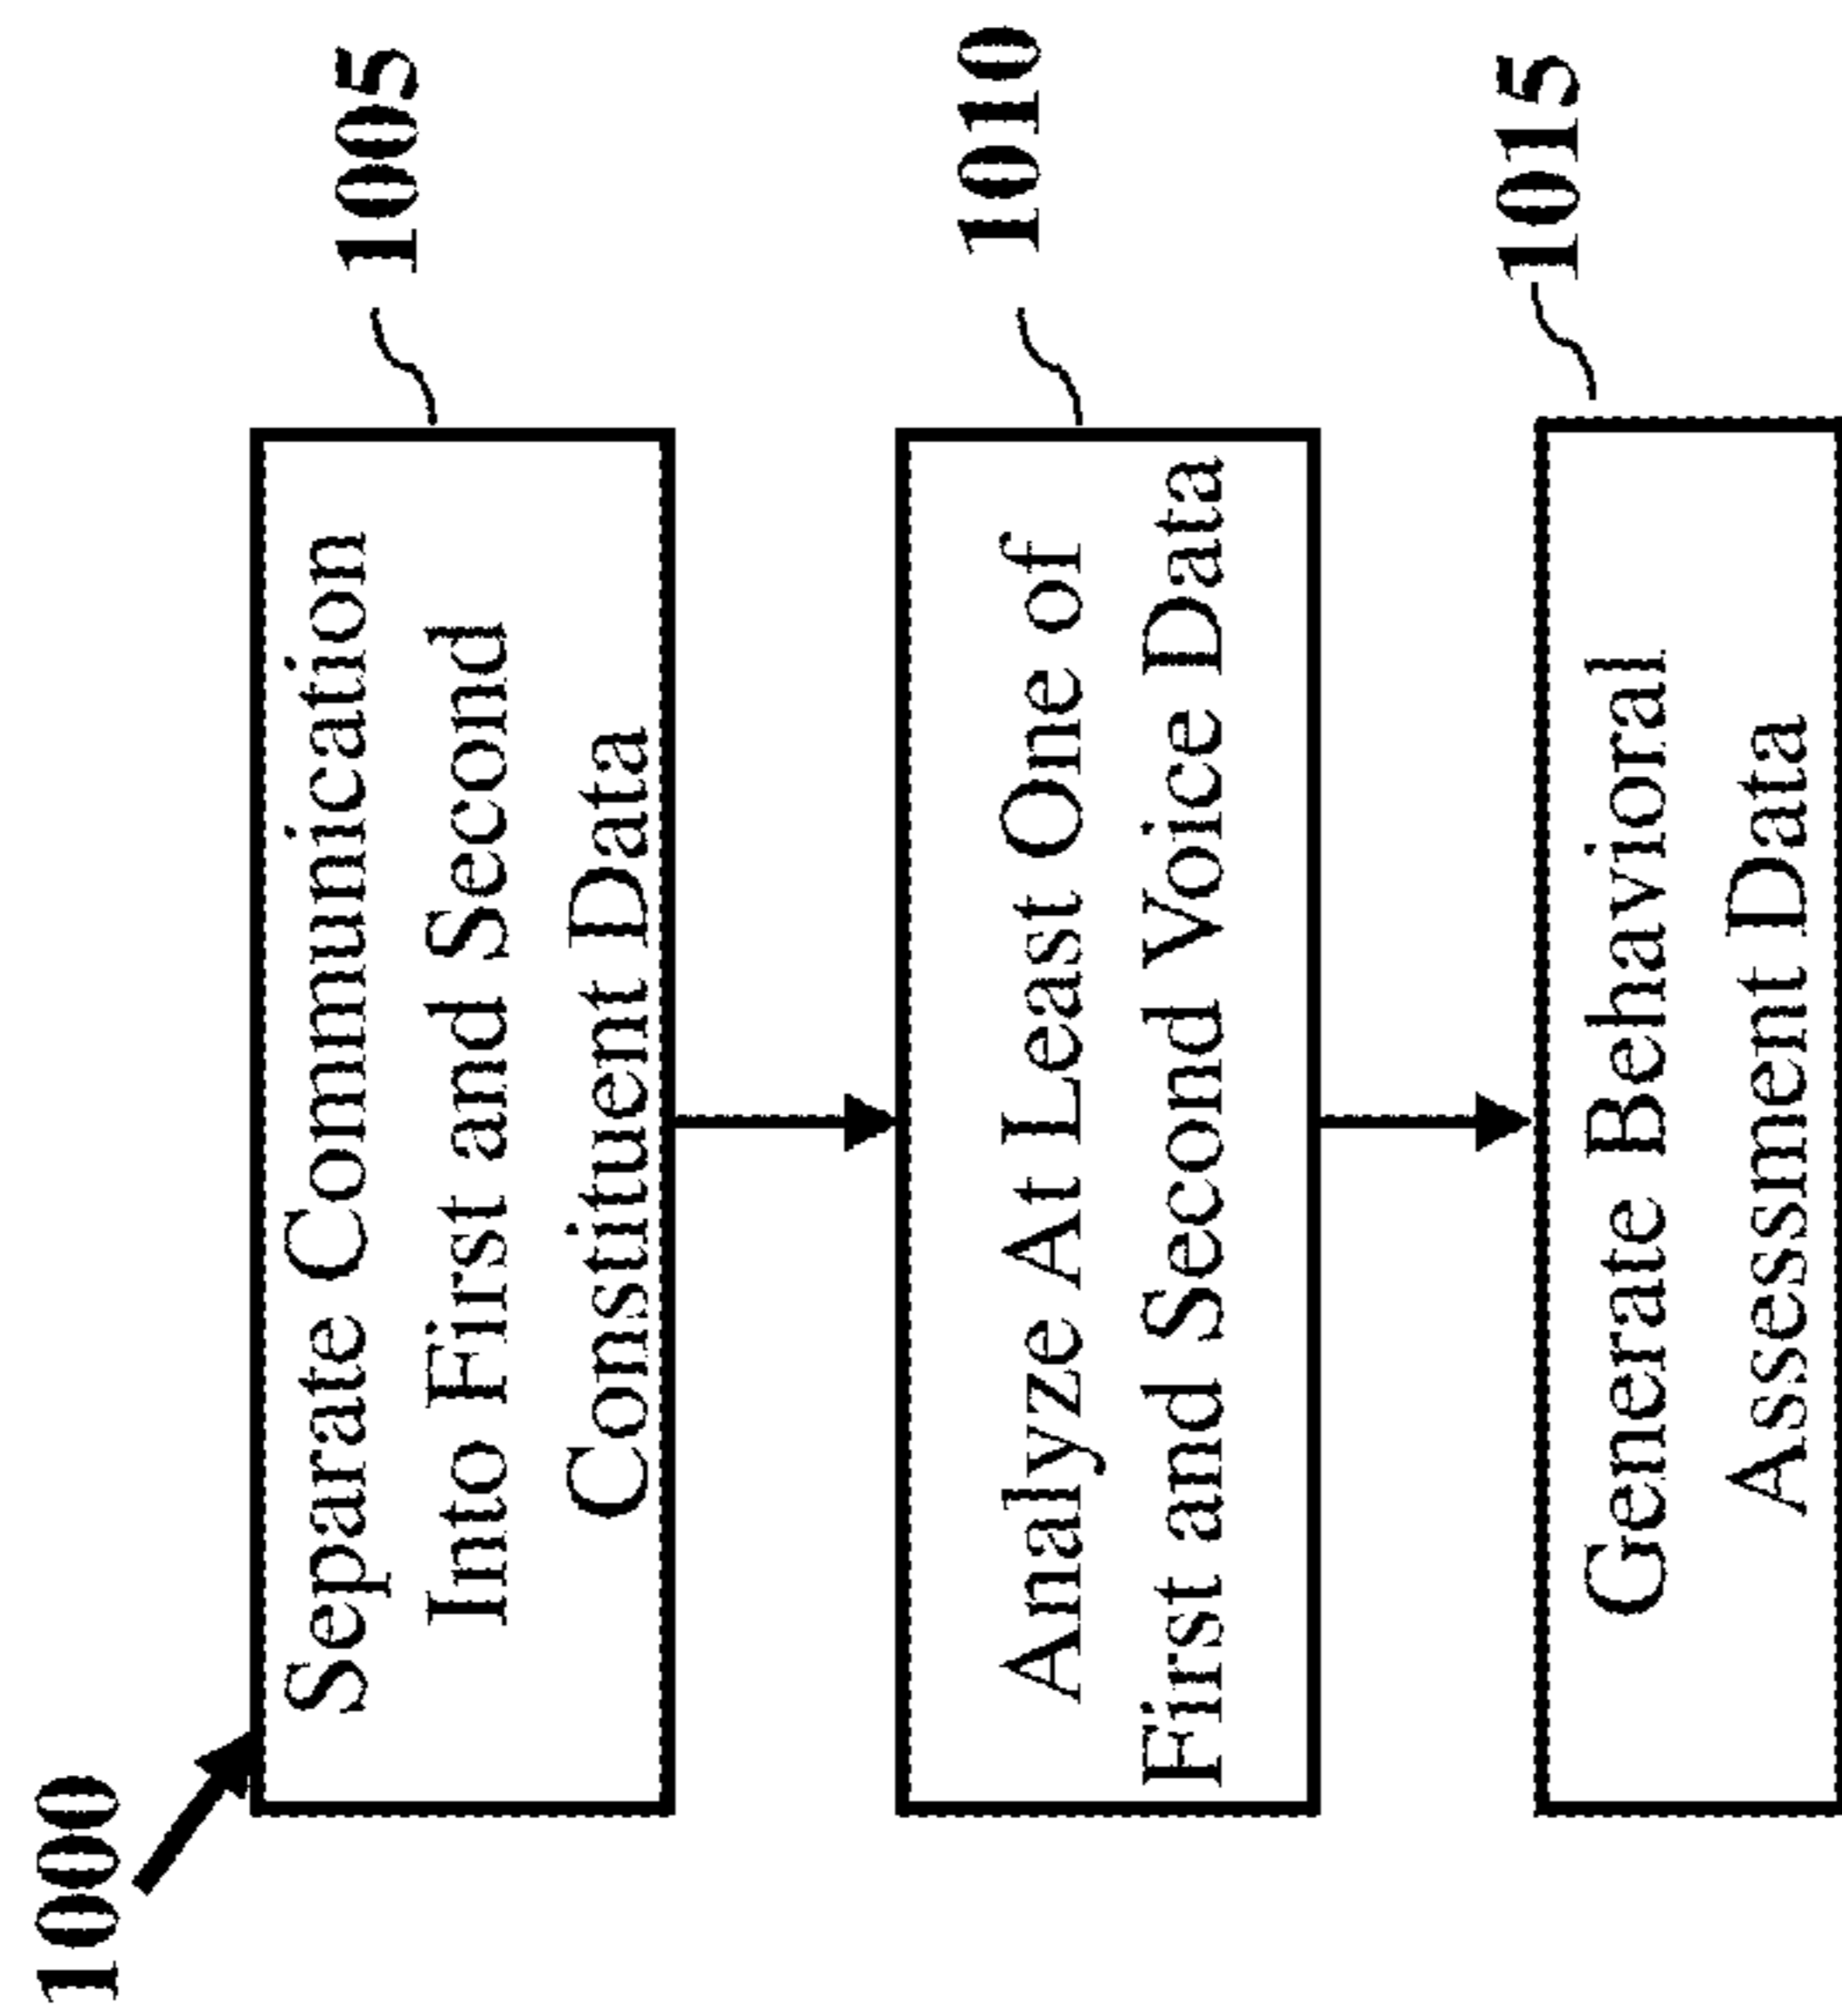 1000
Separate Communication
Into First and Second
Constituent Data
1005
Analyze At Least One of
First and Second Voice Data
1010
Generate Behavioral
Assessment Data
1015